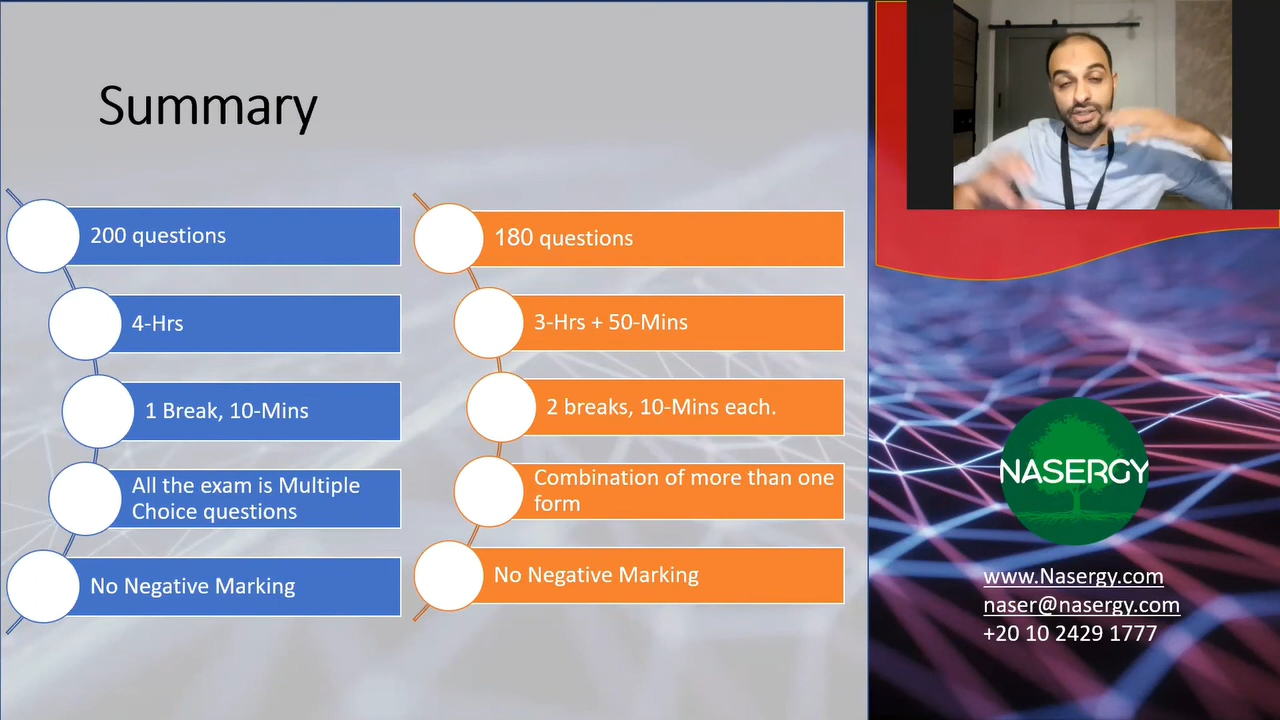 Summary
200 questions
4-Hrs
1 Break, 10-Mins
All the exam is Multiple
Choice questions
No Negative Marking
180 questions
3-Hrs + 50-Mins
2 breaks, 10-Mins each.
Combination of more than one
form
No Negative Marking
NASERGY
www.Nasergy.com
naser@nasergy.com
+20 10 2429 1777